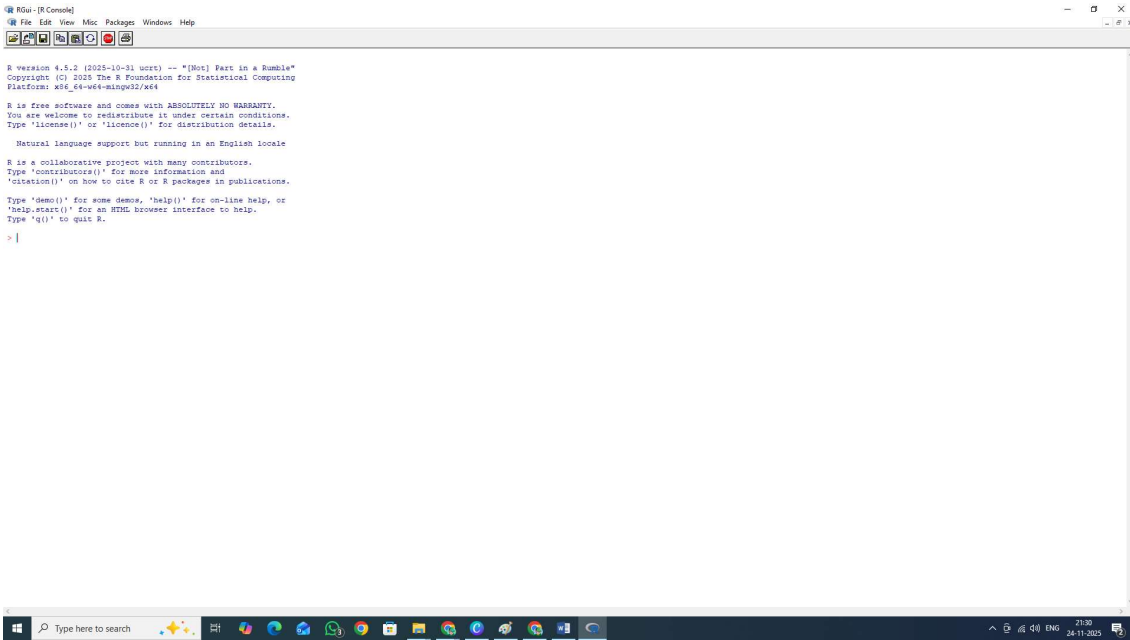 RGui - [R Console]
File Edit View Misc Packages Windows Help
STOP
R version 4.5.2 (2025-10-31 ucrt) -- "[Not] Part in a Rumble"
Copyright (C) 2025 The R Foundation for Statistical Computing
Platform: x86_64-w64-mingw32/x64
R is free software and comes with ABSOLUTELY NO WARRANTY.
You are welcome to redistribute it under certain conditions.
Type 'license()' or 'licence()' for distribution details.
Natural language support but running in an English locale
R is a collaborative project with many contributors.
Type 'contributors()' for more information and
'citation()' on how to cite R or R packages in publications.
Type 'demo()' for some demos, 'help()' for on-line help, or
'help.start()' for an HTML browser interface to help.
Type 'q()' to quit R.
>
Type here to search
ENG
21:30
24-11-2025